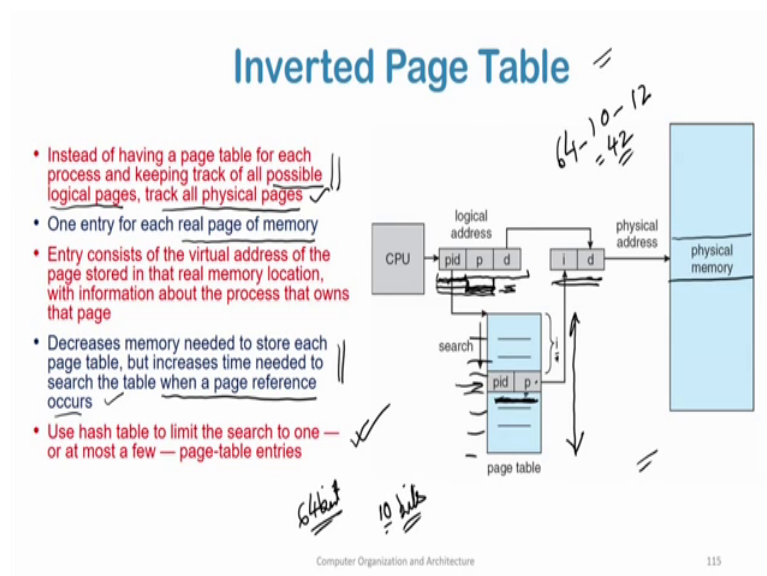 Inverted Page Table
64-10-12
= 42
• Instead of having a page table for each
process and keeping track of all possible
logical pages, track all physical pages
• One entry for each real page of memory
• Entry consists of the virtual address of the
page stored in that real memory location,
with information about the process that owns
that page
• Decreases memory needed to store each
page table, but increases time needed to
search the table when a page reference
occurs
• Use hash table to limit the search to one —
or at most a few — page-table entries
logical
address
physical
address
CPU
pid p d
i d
physical
memory
search
i
pid p
page table
64bit
10 bits
Computer Organization and Architecture
115